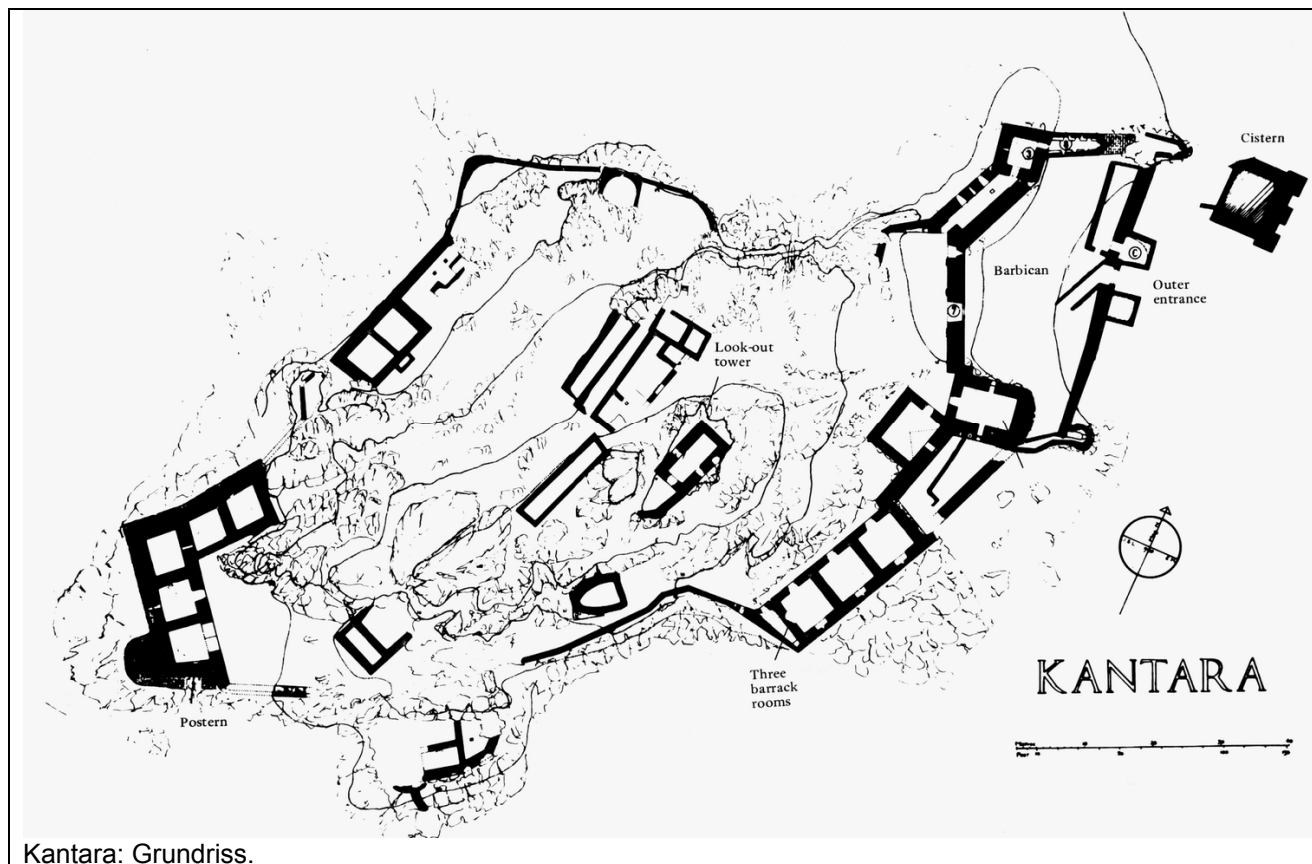 Cistern
Barbican
Outer
entrance
C
Look-out
tower
Three
barrack
rooms
Postern
KANTARA
Kantara: Grundriss.